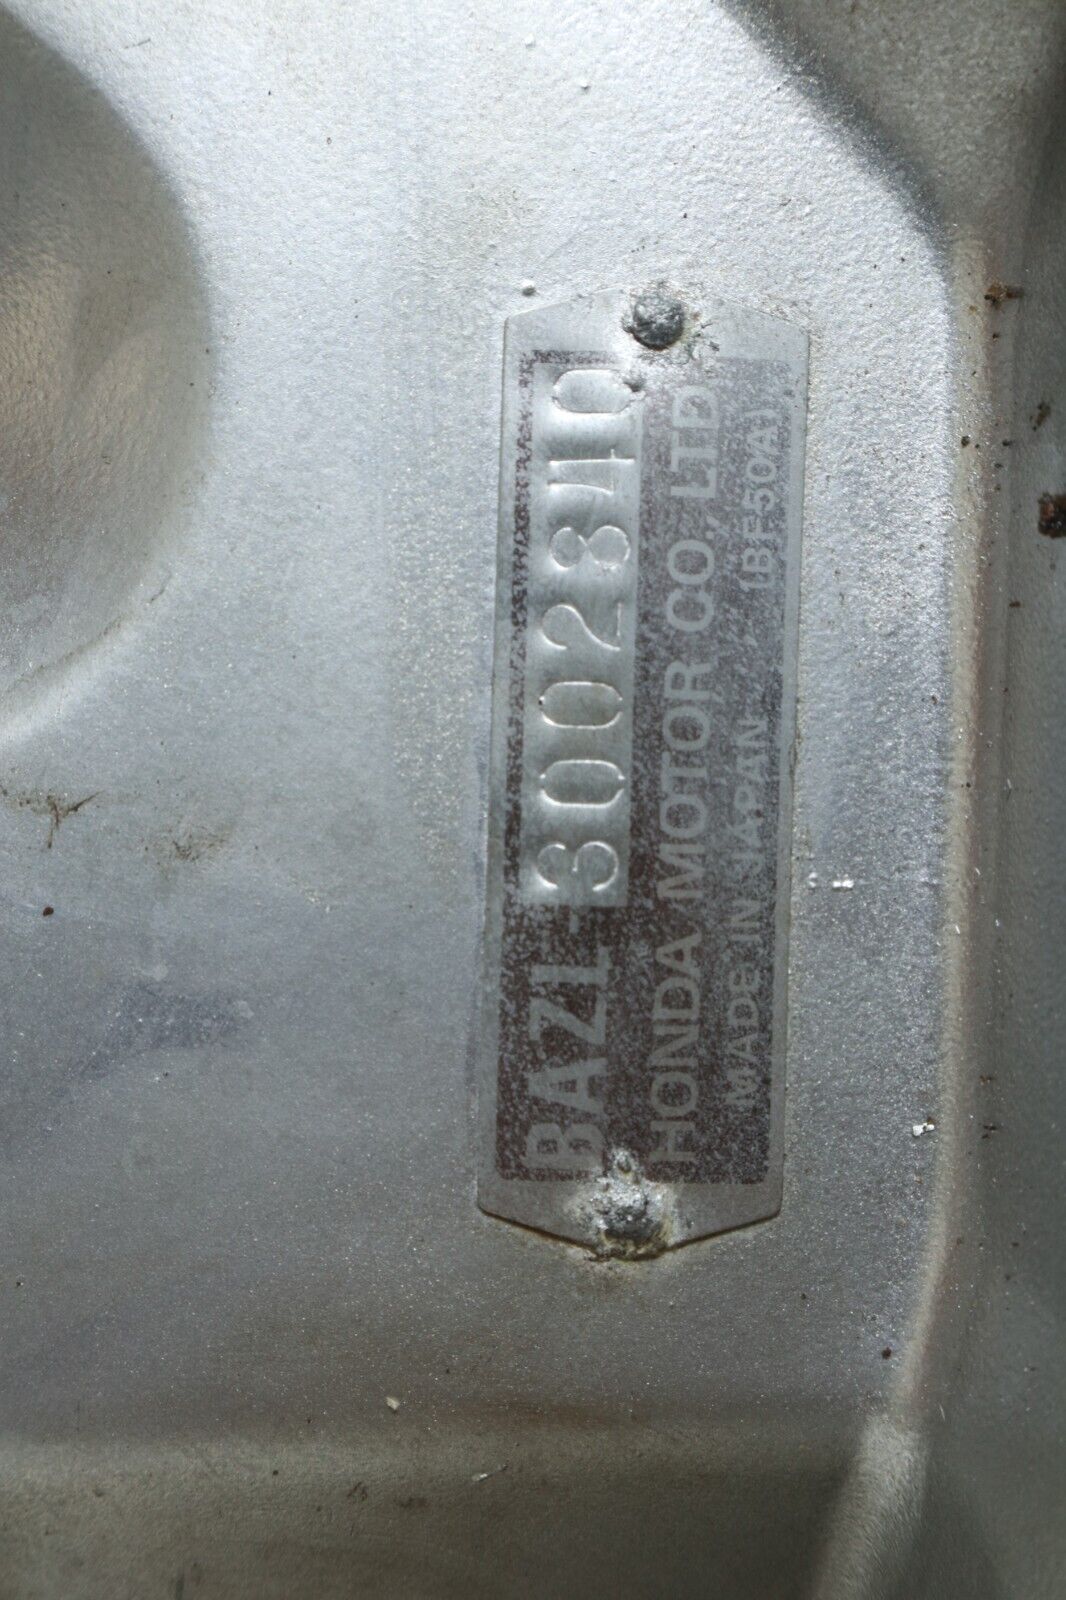 BAZL-3002840
HONDA MOTOR CO., LTD.
MADE IN JAPAN (BF50A)